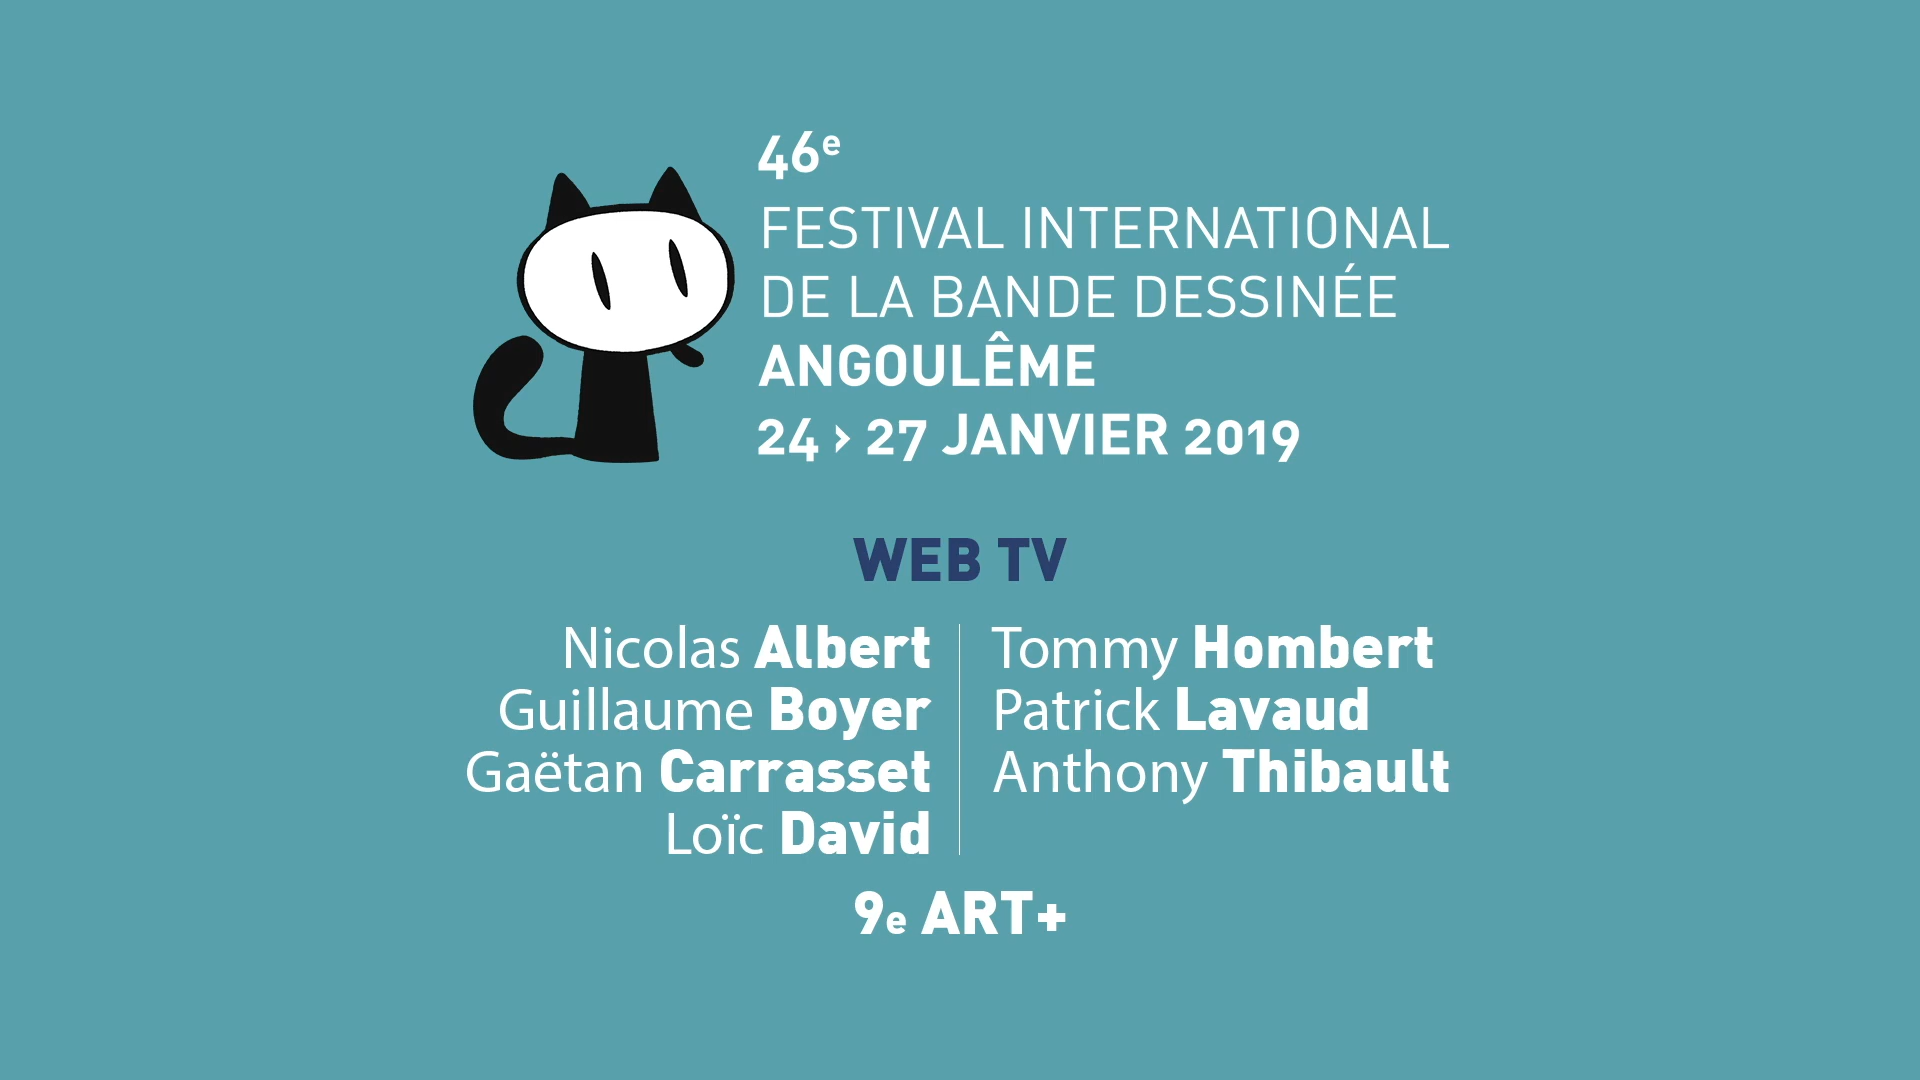 46e
FESTIVAL INTERNATIONAL
DE LA BANDE DESSINÉE
ANGOULÊME
24 > 27 JANVIER 2019
WEB TV
Nicolas Albert
Guillaume Boyer
Gaëtan Carrasset
Loïc David
Tommy Hombert
Patrick Lavaud
Anthony Thibault
9e ART+